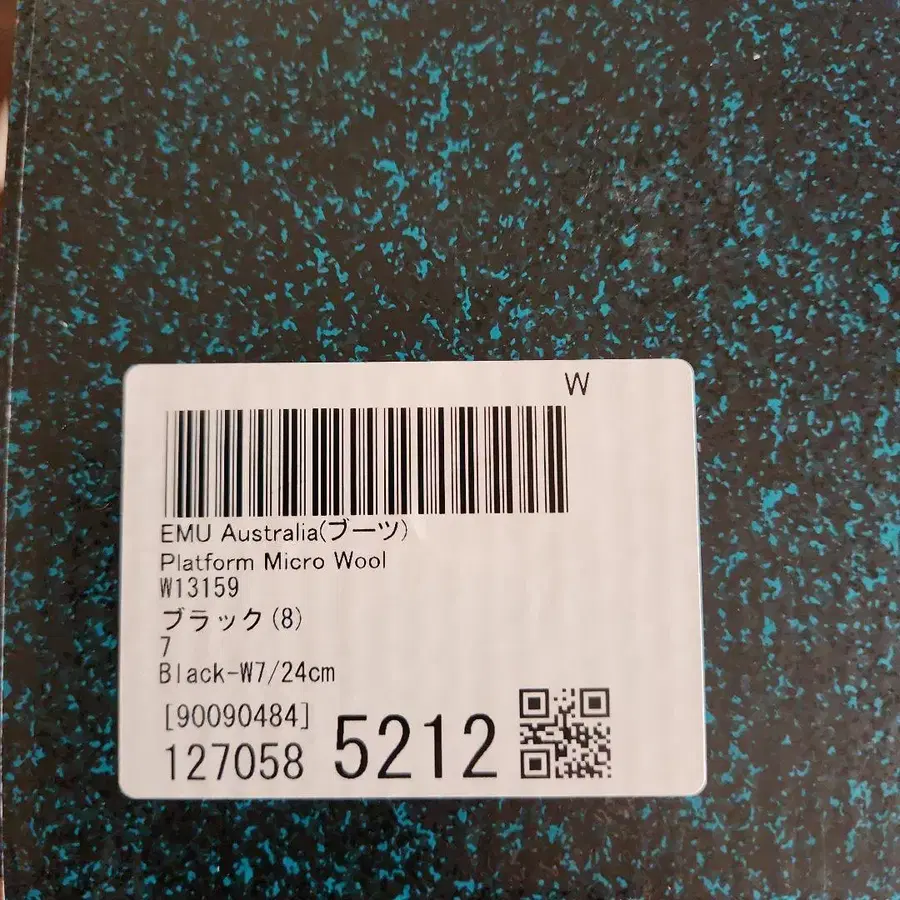 W
EMU Australia(ブーツ)
Platform Micro Wool
W13159
ブラック(8)
7
Black-W7/24cm
[90090484]
127058 5212